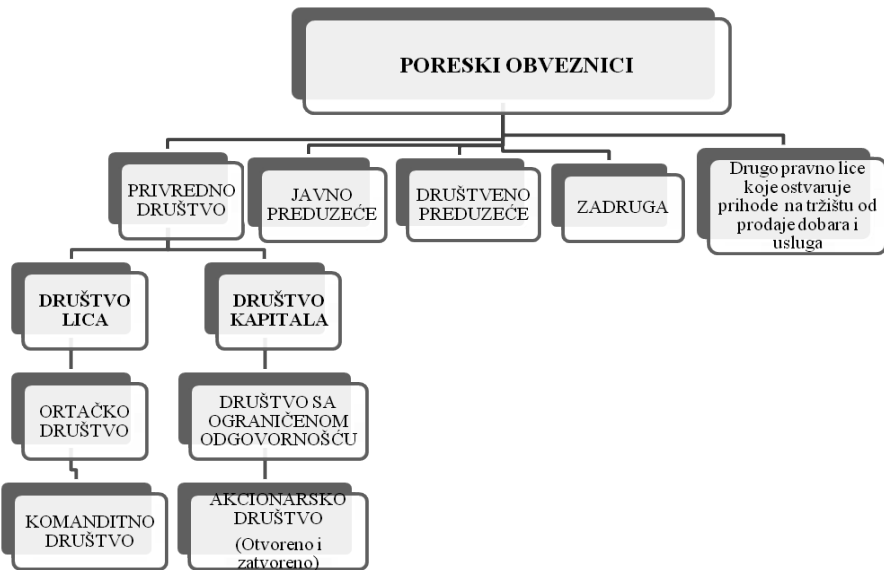 PORESKI OBVEZNICI
PRIVREDNO
DRUŠTVO
JAVNO
PREDUZEĆE
DRUŠTVENO
PREDUZEĆE
ZADRUGA
Drugo pravno lice
koje ostvaruje
prihode na tržištu od
prodaje dobara i
usluga
DRUŠTVO
LICA
DRUŠTVO
KAPITALA
ORTAČKO
DRUŠTVO
DRUŠTVO SA
OGRANIČENOM
ODGOVORNOŠĆU
KOMANDITNO
DRUŠTVO
AKCIONARSKO
DRUŠTVO
(Otvoreno i
zatvoreno)